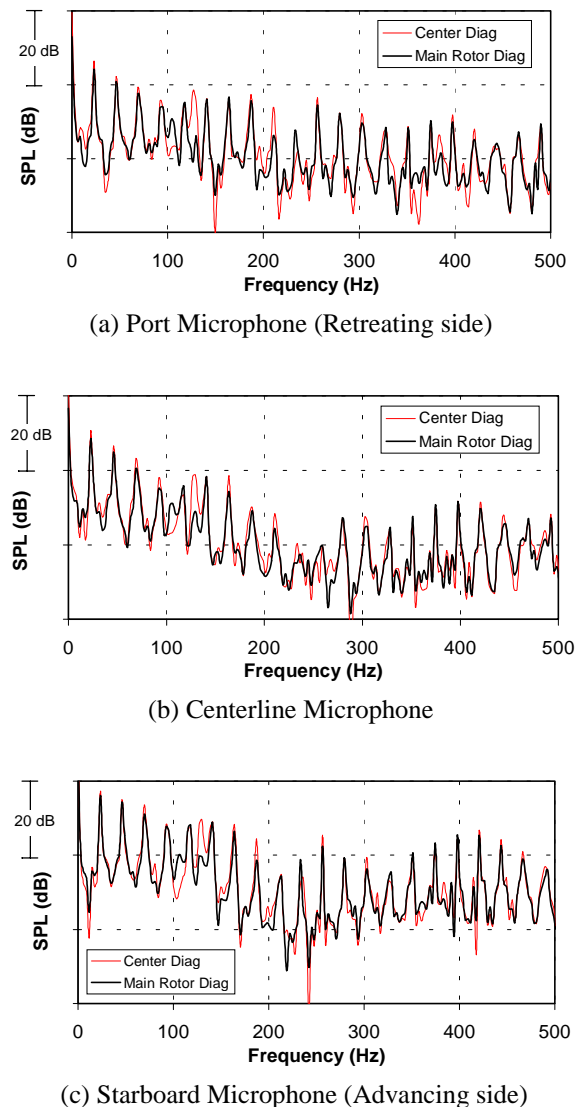 20 dB
SPL (dB)
Center Diag
Main Rotor Diag
0 100 200 300 400 500
Frequency (Hz)
(a) Port Microphone (Retreating side)
20 dB
SPL (dB)
Center Diag
Main Rotor Diag
0 100 200 300 400 500
Frequency (Hz)
(b) Centerline Microphone
20 dB
SPL (dB)
Center Diag
Main Rotor Diag
0 100 200 300 400 500
Frequency (Hz)
(c) Starboard Microphone (Advancing side)